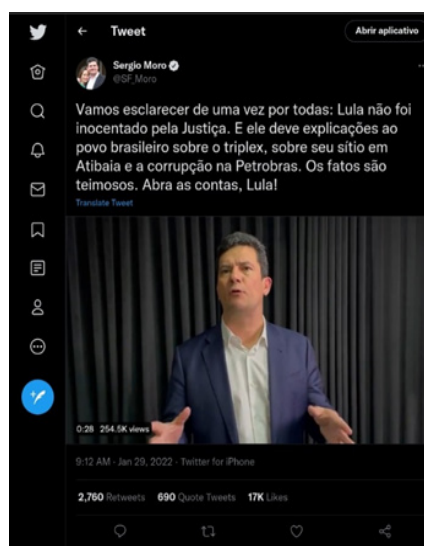 Tweet
Abrir aplicativo
Sergio Moro
@SF_Moro
Vamos esclarecer de uma vez por todas: Lula não foi
inocentado pela Justiça. E ele deve explicações ao
povo brasileiro sobre o triplex, sobre seu sítio em
Atibaia e a corrupção na Petrobras. Os fatos são
teimosos. Abra as contas, Lula!
Translate Tweet
0:28 254.5K views
9:12 AM · Jan 29, 2022 · Twitter for iPhone
2,760 Retweets 690 Quote Tweets 17K Likes